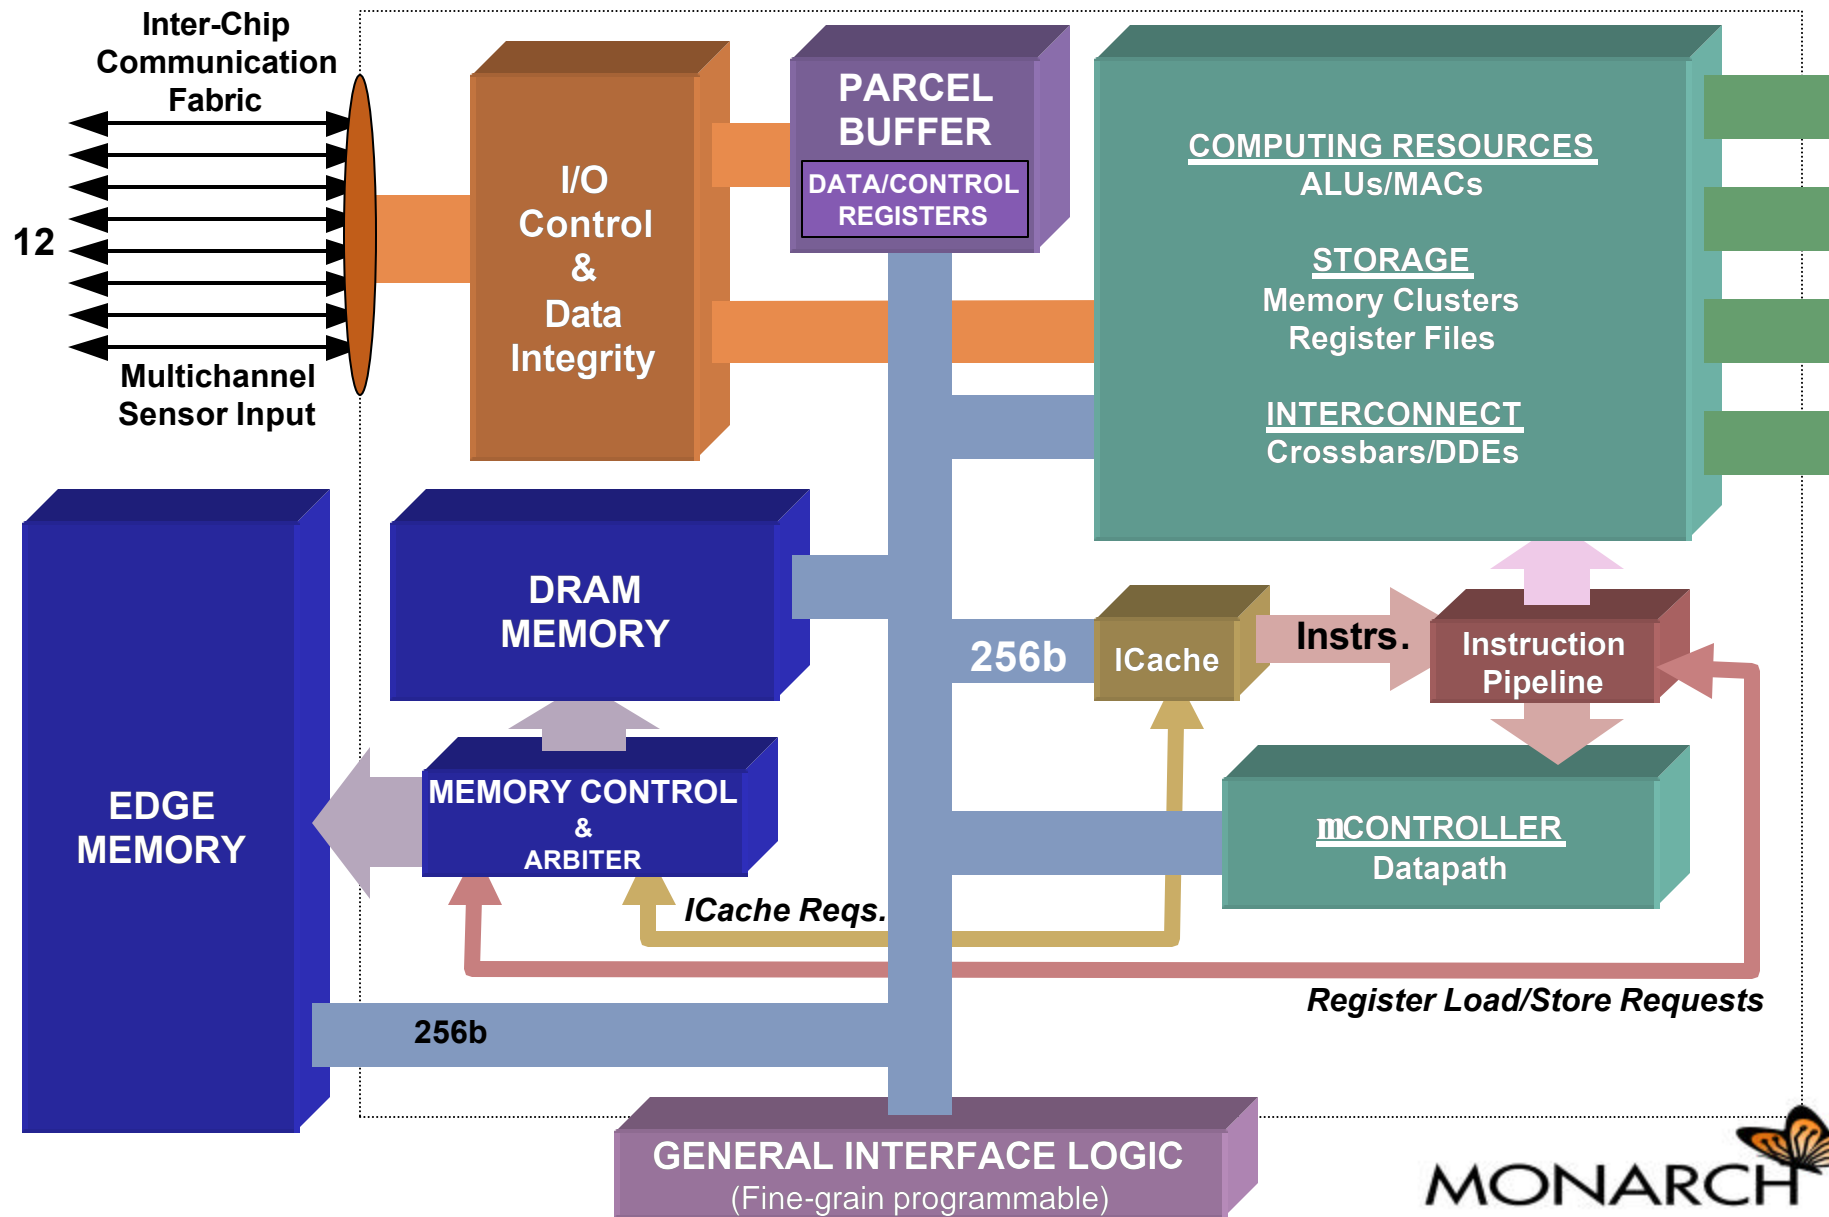 Inter-Chip
Communication
Fabric
12
Multichannel
Sensor Input
I/O
Control
&
Data
Integrity
PARCEL
BUFFER
DATA/CONTROL
REGISTERS
COMPUTING RESOURCES
ALUs/MACs
STORAGE
Memory Clusters
Register Files
INTERCONNECT
Crossbars/DDEs
DRAM
MEMORY
256b
ICache
Instrs.
Instruction
Pipeline
EDGE
MEMORY
MEMORY CONTROL
&
ARBITER
mCONTROLLER
Datapath
ICache Reqs.
Register Load/Store Requests
256b
GENERAL INTERFACE LOGIC
(Fine-grain programmable)
MONARCH